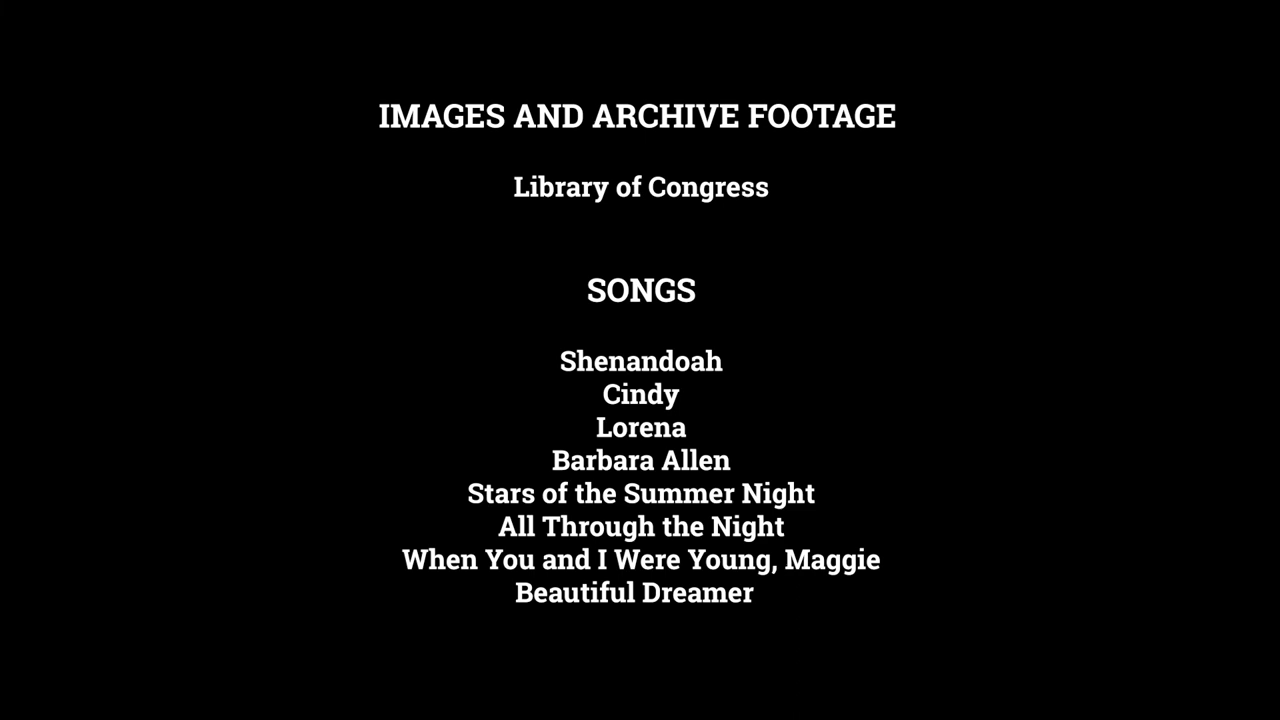 IMAGES AND ARCHIVE FOOTAGE
Library of Congress
SONGS
Shenandoah
Cindy
Lorena
Barbara Allen
Stars of the Summer Night
All Through the Night
When You and I Were Young, Maggie
Beautiful Dreamer